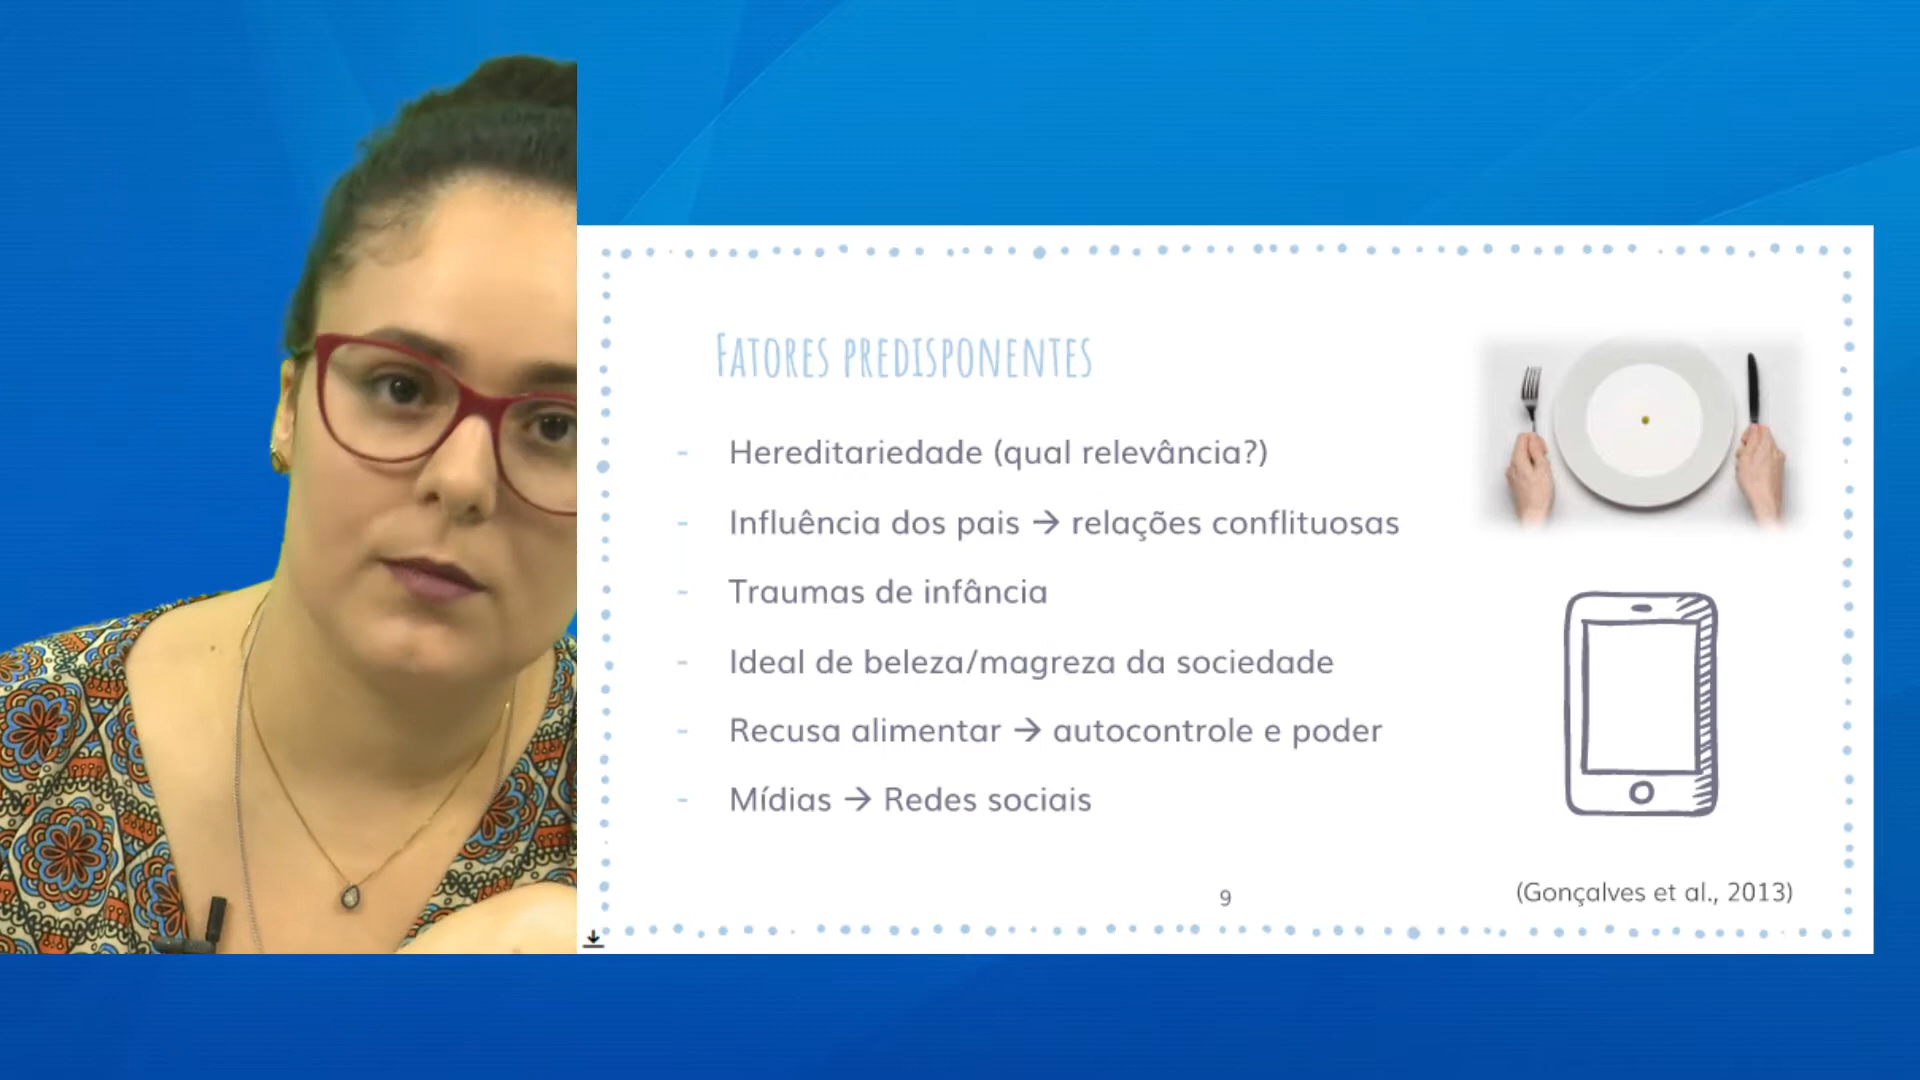 Fatores predisponentes
- Hereditariedade (qual relevância?)
- Influência dos pais → relações conflituosas
- Traumas de infância
- Ideal de beleza/magreza da sociedade
- Recusa alimentar → autocontrole e poder
- Mídias → Redes sociais
9
(Gonçalves et al., 2013)